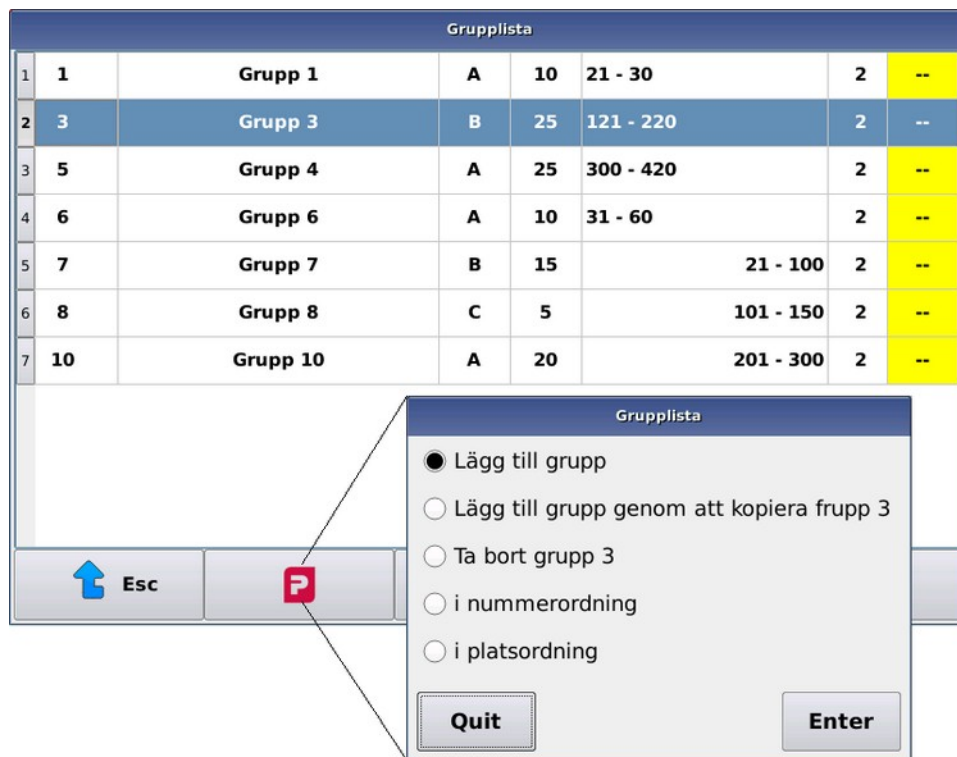 Grupplista
1 1 Grupp 1 A 10 21 - 30 2 --
2 3 Grupp 3 B 25 121 - 220 2 --
3 5 Grupp 4 A 25 300 - 420 2 --
4 6 Grupp 6 A 10 31 - 60 2 --
5 7 Grupp 7 B 15 21 - 100 2 --
6 8 Grupp 8 C 5 101 - 150 2 --
7 10 Grupp 10 A 20 201 - 300 2 --
Grupplista
Lägg till grupp
Lägg till grupp genom att kopiera frupp 3
Ta bort grupp 3
i nummerordning
i platsordning
Quit Enter
Esc P